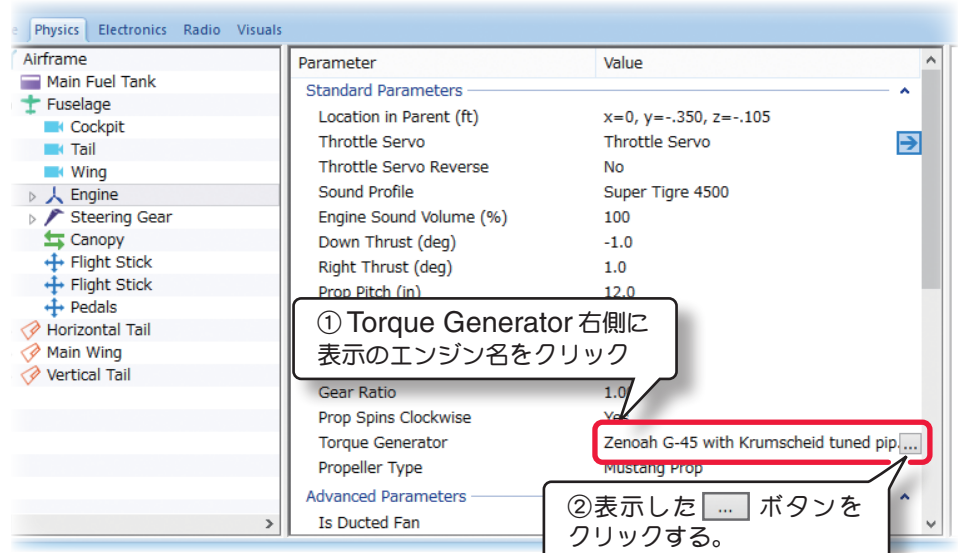 Physics Electronics Radio Visuals
Airframe
Main Fuel Tank
Fuselage
Cockpit
Tail
Wing
Engine
Steering Gear
Canopy
Flight Stick
Flight Stick
Pedals
Horizontal Tail
Main Wing
Vertical Tail
Parameter Value
Standard Parameters
Location in Parent (ft) x=0, y=-.350, z=-.105
Throttle Servo Throttle Servo
Throttle Servo Reverse No
Sound Profile Super Tigre 4500
Engine Sound Volume (%) 100
Down Thrust (deg) -1.0
Right Thrust (deg) 1.0
Prop Pitch (in) 12.0
① Torque Generator 右側に
表示のエンジン名をクリック
Gear Ratio
Prop Spins Clockwise Yes
Torque Generator Zenoah G-45 with Krumscheid tuned pip...
Propeller Type Mustang Prop
Advanced Parameters
Is Ducted Fan
②表示した ... ボタンを
クリックする。